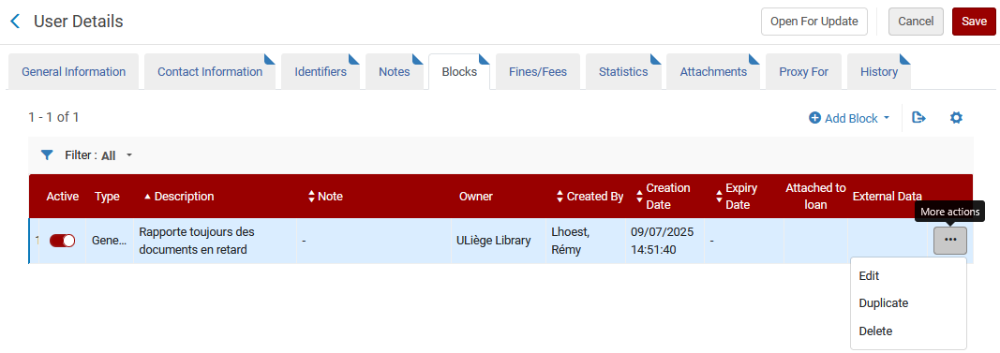 User Details
Open For Update
Cancel
Save
General Information
Contact Information
Identifiers
Notes
Blocks
Fines/Fees
Statistics
Attachments
Proxy For
History
1 - 1 of 1
Add Block
Filter : All
Active
Type
Description
Note
Owner
Created By
Creation
Date
Expiry
Date
Attached to
loan
External Data
More actions
1
Gene...
Rapporte toujours des
documents en retard
-
ULiège Library
Lhoest,
Rémy
09/07/2025
14:51:40
-
Edit
Duplicate
Delete